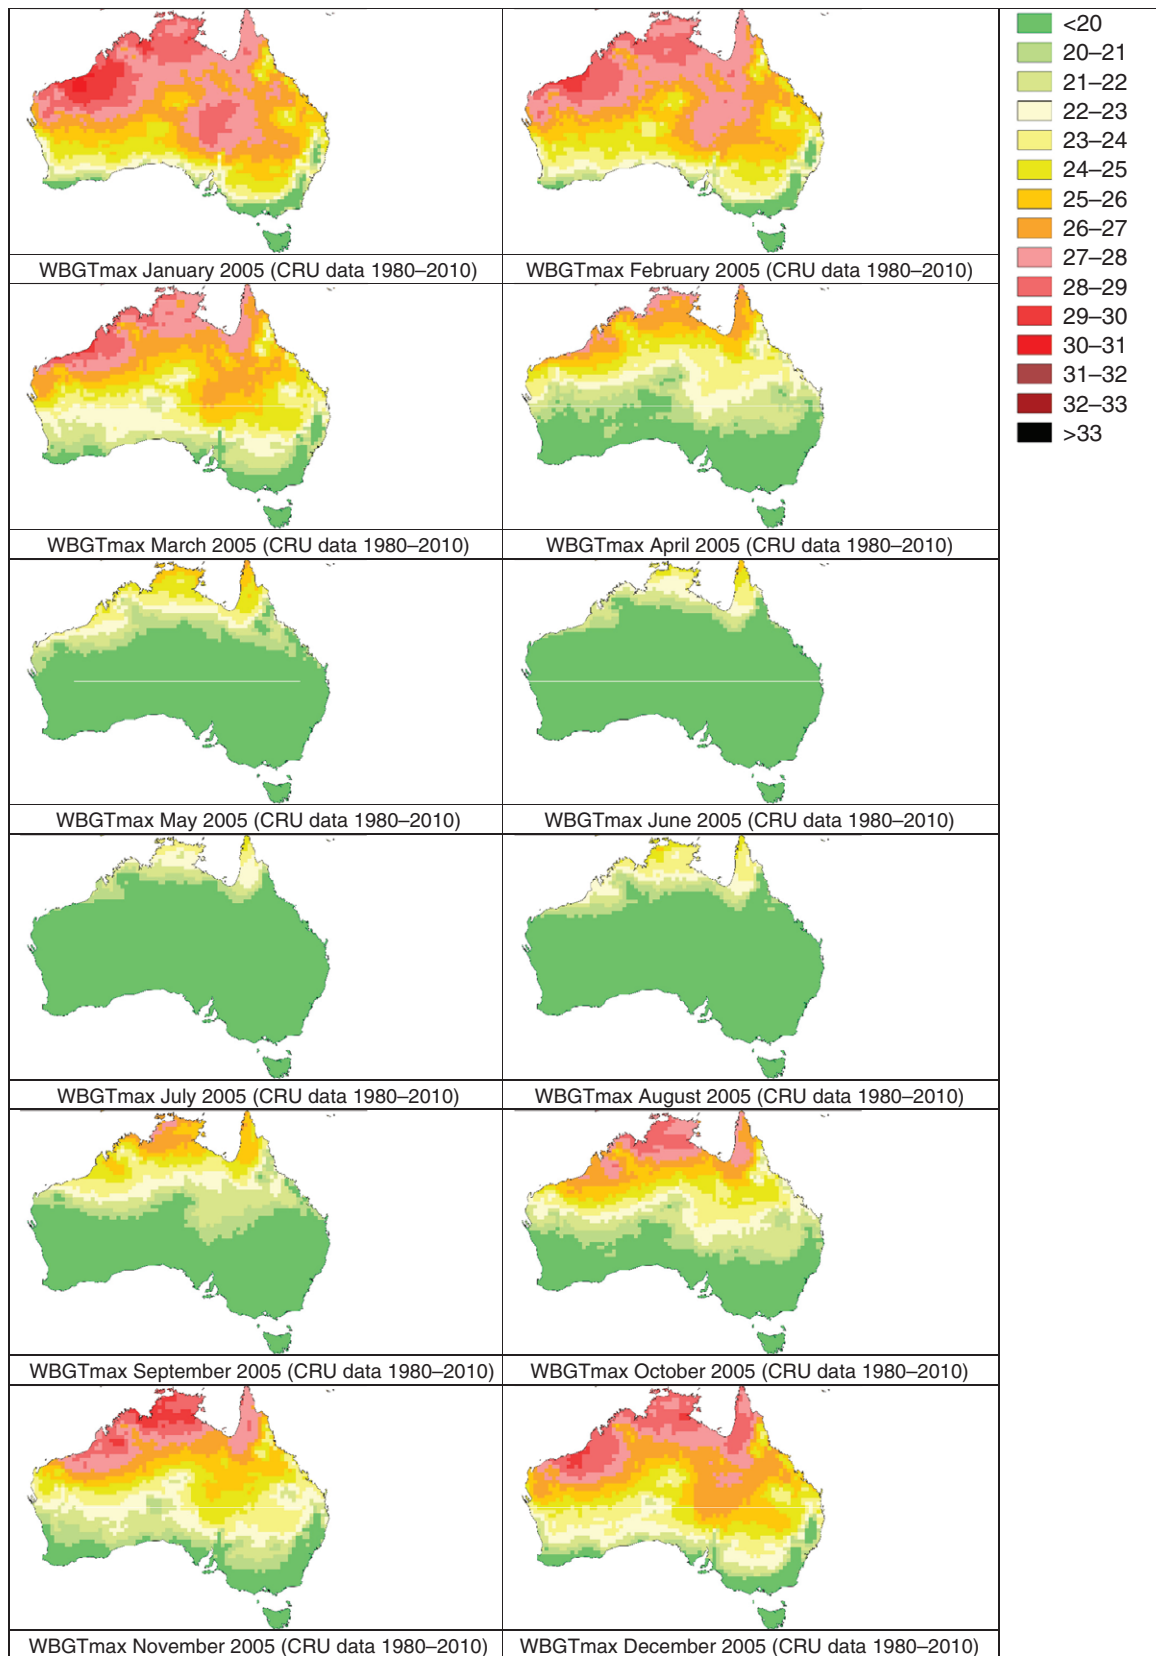 <20
20–21
21–22
22–23
23–24
24–25
25–26
26–27
27–28
28–29
29–30
30–31
31–32
32–33
>33
WBGTmax January 2005 (CRU data 1980–2010)
WBGTmax February 2005 (CRU data 1980–2010)
WBGTmax March 2005 (CRU data 1980–2010)
WBGTmax April 2005 (CRU data 1980–2010)
WBGTmax May 2005 (CRU data 1980–2010)
WBGTmax June 2005 (CRU data 1980–2010)
WBGTmax July 2005 (CRU data 1980–2010)
WBGTmax August 2005 (CRU data 1980–2010)
WBGTmax September 2005 (CRU data 1980–2010)
WBGTmax October 2005 (CRU data 1980–2010)
WBGTmax November 2005 (CRU data 1980–2010)
WBGTmax December 2005 (CRU data 1980–2010)